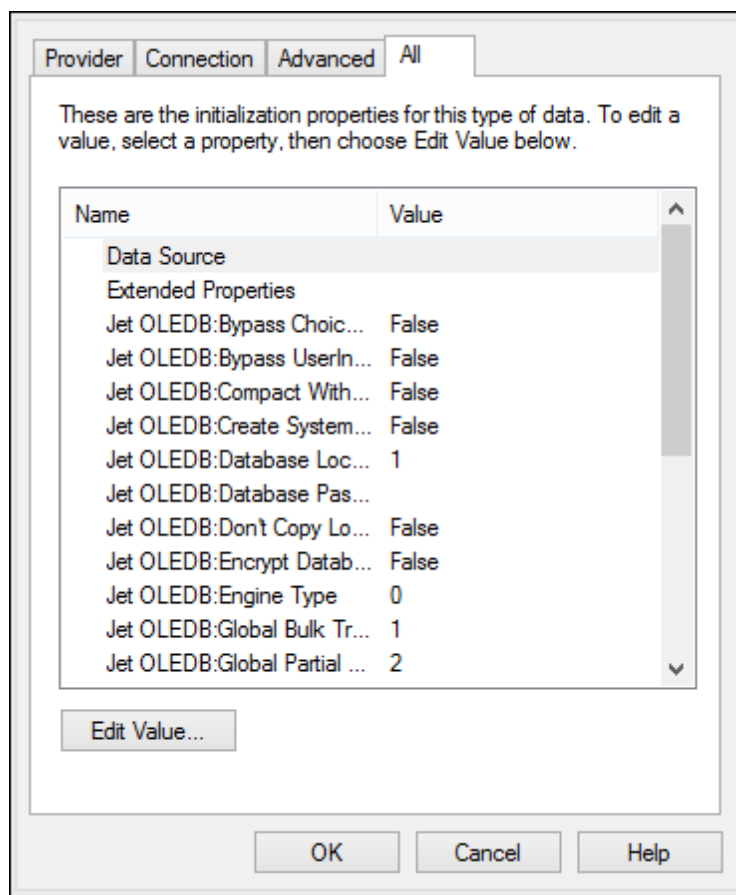 Provider Connection Advanced All
These are the initialization properties for this type of data. To edit a
value, select a property, then choose Edit Value below.
Name Value
Data Source
Extended Properties
Jet OLEDB:Bypass Choic... False
Jet OLEDB:Bypass UserIn... False
Jet OLEDB:Compact With... False
Jet OLEDB:Create System... False
Jet OLEDB:Database Loc... 1
Jet OLEDB:Database Pas...
Jet OLEDB:Don't Copy Lo... False
Jet OLEDB:Encrypt Datab... False
Jet OLEDB:Engine Type 0
Jet OLEDB:Global Bulk Tr... 1
Jet OLEDB:Global Partial ... 2
Edit Value...
OK Cancel Help